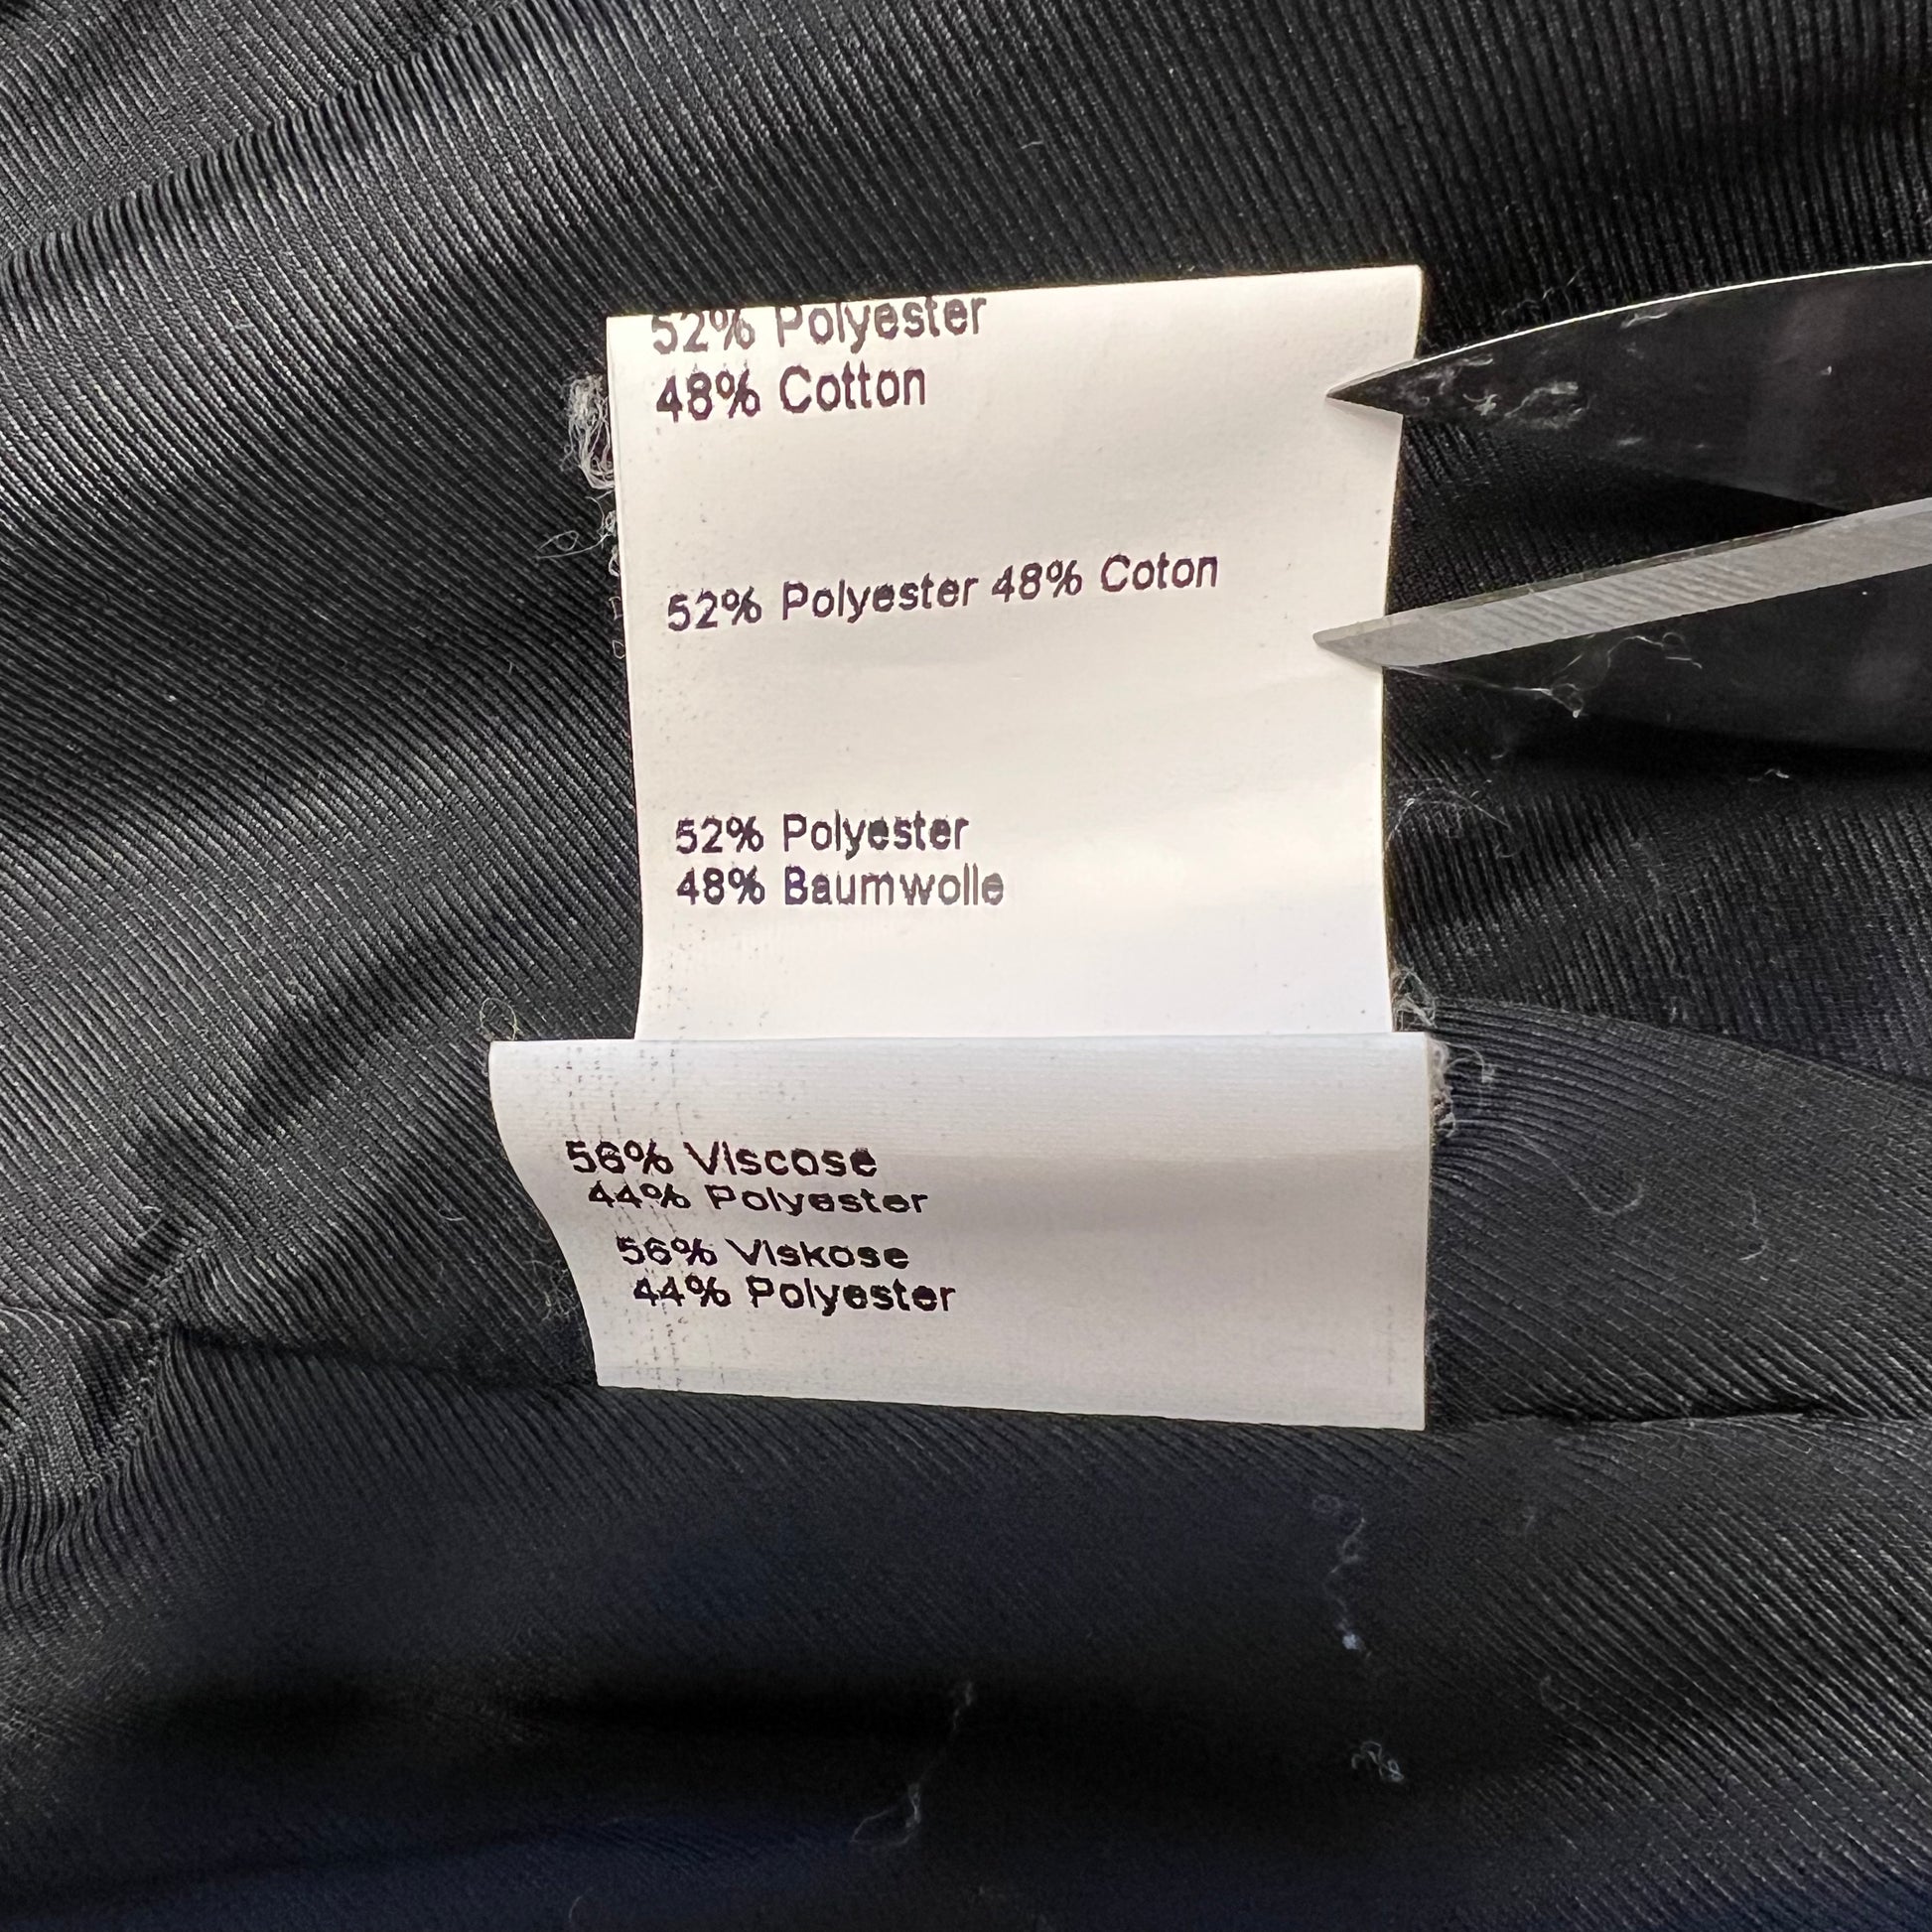 52% Polyester
48% Cotton
52% Polyester 48% Coton
52% Polyester
48% Baumwolle
56% Viscose
44% Polyester
56% Viskose
44% Polyester